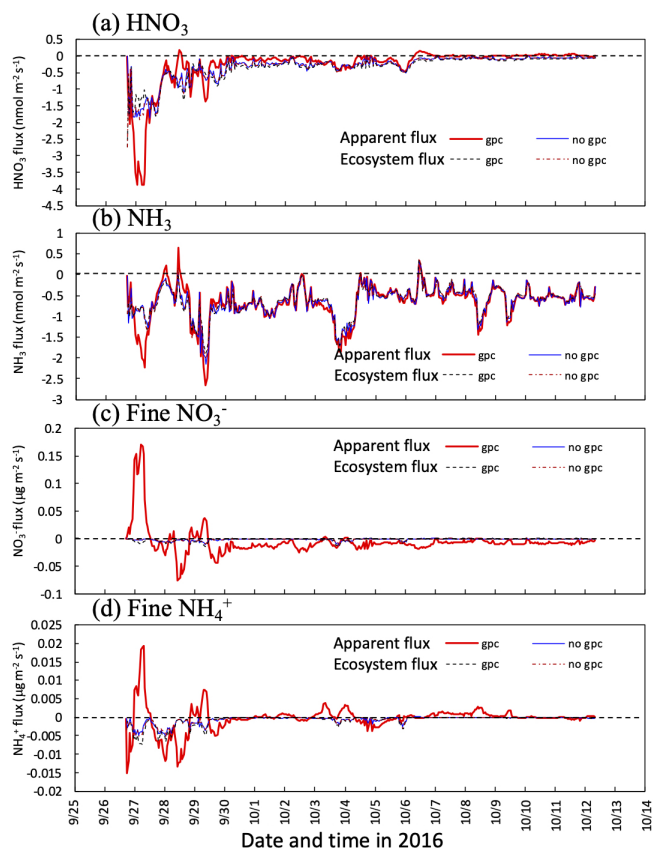 (a) HNO₃
HNO₃ flux (nmol m⁻² s⁻¹)
0.5
0
-0.5
-1
-1.5
-2
-2.5
-3
-3.5
-4
-4.5
Apparent flux gpc no gpc
Ecosystem flux gpc no gpc
(b) NH₃
NH₃ flux (nmol m⁻² s⁻¹)
1
0.5
0
-0.5
-1
-1.5
-2
-2.5
-3
Apparent flux gpc no gpc
Ecosystem flux gpc no gpc
(c) Fine NO₃⁻
NO₃⁻ flux (μg m⁻² s⁻¹)
0.2
0.15
0.1
0.05
0
-0.05
-0.1
Apparent flux gpc no gpc
Ecosystem flux gpc no gpc
(d) Fine NH₄⁺
NH₄⁺ flux (μg m⁻² s⁻¹)
0.025
0.02
0.015
0.01
0.005
0
-0.005
-0.01
-0.015
-0.02
Apparent flux gpc no gpc
Ecosystem flux gpc no gpc
9/25 9/26 9/27 9/28 9/29 9/30 10/1 10/2 10/3 10/4 10/5 10/6 10/7 10/8 10/9 10/10 10/11 10/12 10/13 10/14
Date and time in 2016